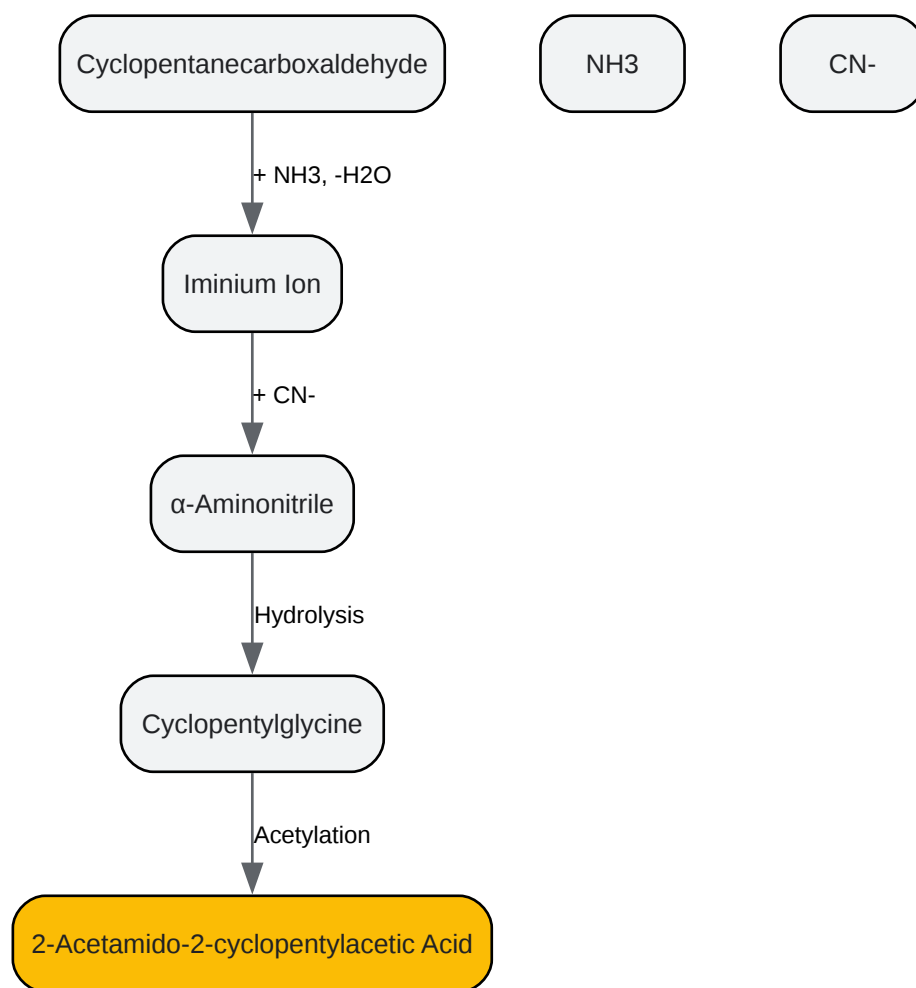 Cyclopentanecarboxaldehyde
NH3
CN-
+ NH3, -H2O
Iminium Ion
+ CN-
α-Aminonitrile
Hydrolysis
Cyclopentylglycine
Acetylation
2-Acetamido-2-cyclopentylacetic Acid